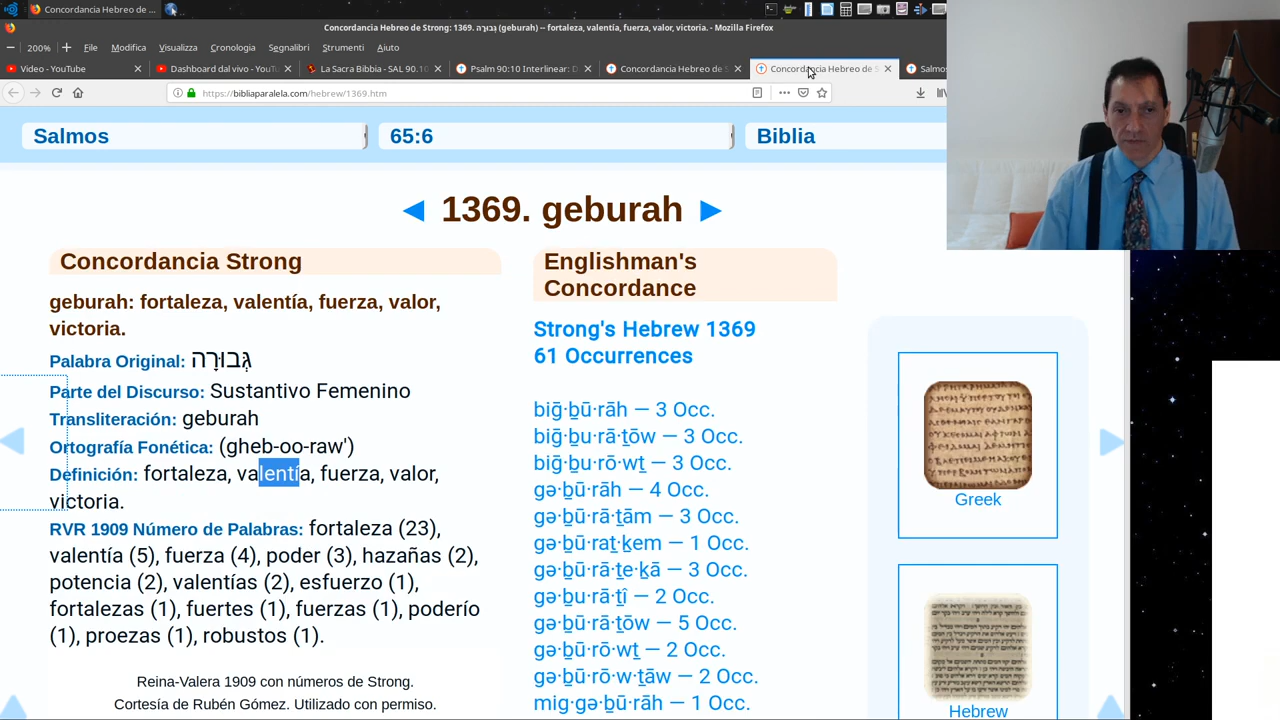 Concordancia Hebreo de ...
Concordancia Hebreo de Strong: 1369. גְּבוּרָה (geburah) -- fortaleza, valentía, fuerza, valor, victoria. - Mozilla Firefox
200% File Modifica Visualizza Cronologia Segnalibri Strumenti Aiuto
Video - YouTube
Dashboard dal vivo - YouTu
La Sacra Bibbia - SAL 90.10
Psalm 90:10 Interlinear: D
Concordancia Hebreo de S
Concordancia Hebreo de S
Salmos
https://bibliaparalela.com/hebrew/1369.htm
Salmos
65:6
Biblia
◄ 1369. geburah ►
Concordancia Strong
geburah: fortaleza, valentía, fuerza, valor,
victoria.
Palabra Original: גְּבוּרָה
Parte del Discurso: Sustantivo Femenino
Transliteración: geburah
Ortografía Fonética: (gheb-oo-raw')
Definición: fortaleza, valentía, fuerza, valor,
victoria.
RVR 1909 Número de Palabras: fortaleza (23),
valentía (5), fuerza (4), poder (3), hazañas (2),
potencia (2), valentías (2), esfuerzo (1),
fortalezas (1), fuertes (1), fuerzas (1), poderío
(1), proezas (1), robustos (1).
Reina-Valera 1909 con números de Strong.
Cortesía de Rubén Gómez. Utilizado con permiso.
Englishman's
Concordance
Strong's Hebrew 1369
61 Occurrences
biḡ·ḇū·rāh — 3 Occ.
biḡ·ḇu·rā·ṯōw — 3 Occ.
biḡ·ḇu·rō·wṯ — 3 Occ.
gə·ḇū·rāh — 4 Occ.
gə·ḇū·rā·ṯām — 3 Occ.
gə·ḇū·raṯ·ḵem — 1 Occ.
gə·ḇū·rā·ṯe·ḵā — 3 Occ.
gə·ḇu·rā·ṯî — 2 Occ.
gə·ḇū·rā·ṯōw — 5 Occ.
gə·ḇū·rō·wṯ — 2 Occ.
gə·ḇū·rō·w·ṯāw — 2 Occ.
mig·gə·ḇū·rāh — 1 Occ.
Greek
Hebrew